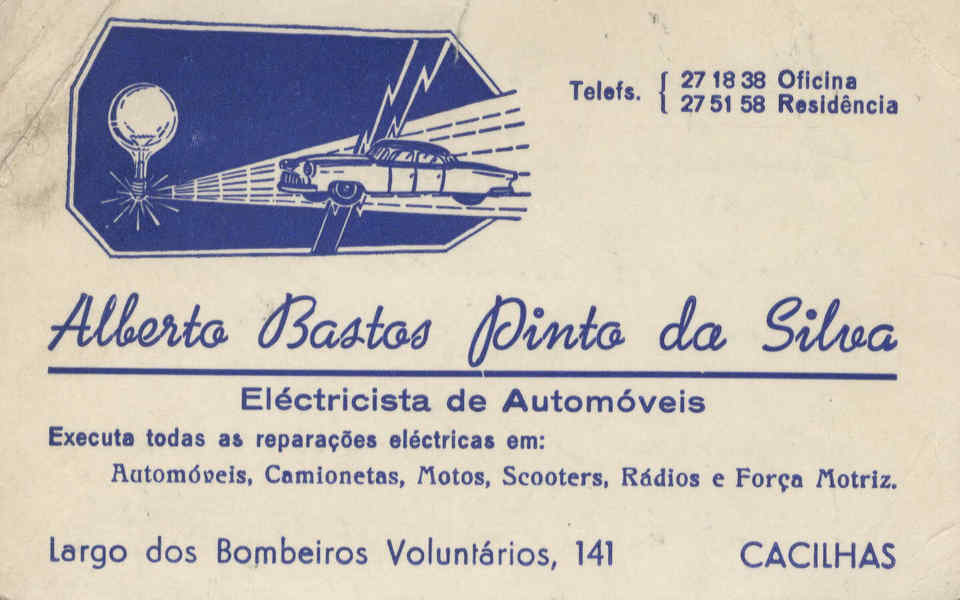 Telefs. { 27 18 38 Oficina
27 51 58 Residência
Alberto Bastos Pinto da Silva
Eléctricista de Automóveis
Executa todas as reparações eléctricas em:
Automóveis, Camionetas, Motos, Scooters, Rádios e Força Motriz.
Largo dos Bombeiros Voluntários, 141 CACILHAS